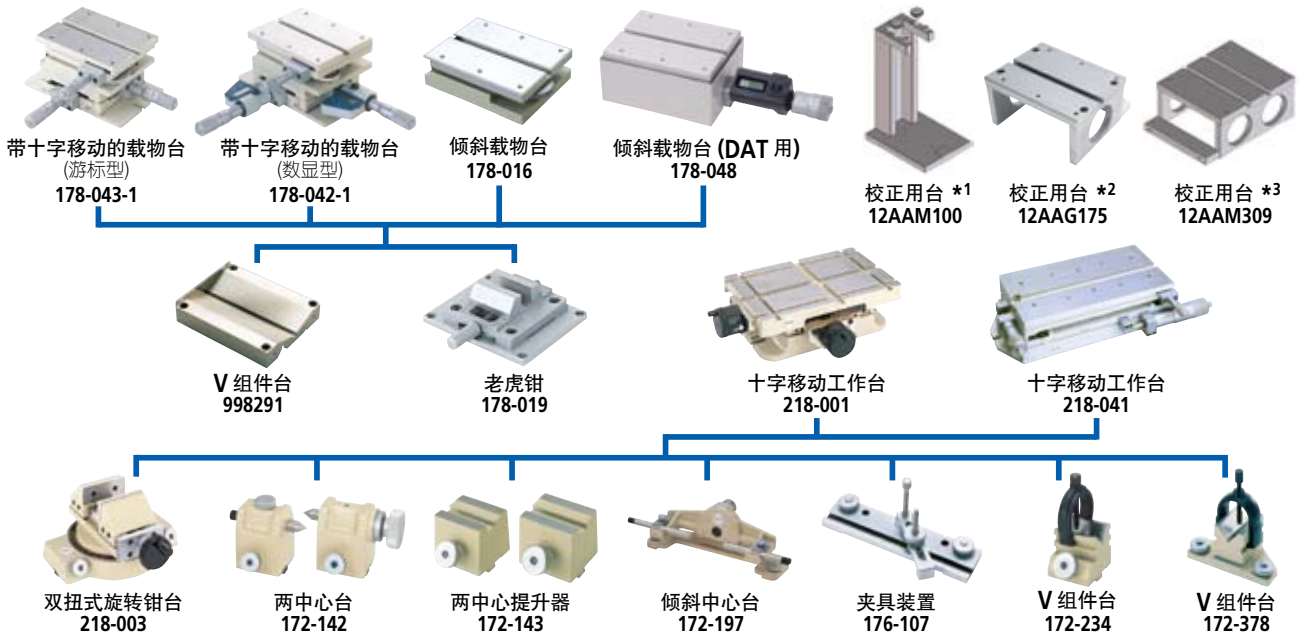 带十字移动的载物台
(游标型)
178-043-1
带十字移动的载物台
(数显型)
178-042-1
倾斜载物台
178-016
倾斜载物台 (DAT 用)
178-048
校正用台 *1
12AAM100
校正用台 *2
12AAG175
校正用台 *3
12AAM309
V 组件台
998291
老虎钳
178-019
十字移动工作台
218-001
十字移动工作台
218-041
双扭式旋转钳台
218-003
两中心台
172-142
两中心提升器
172-143
倾斜中心台
172-197
夹具装置
176-107
V 组件台
172-234
V 组件台
172-378